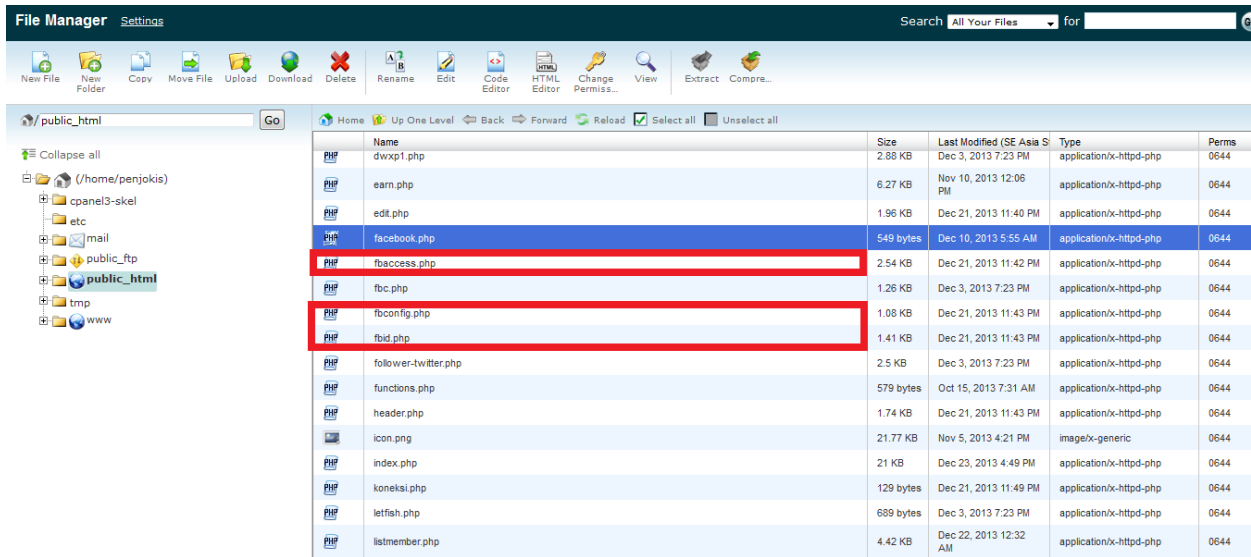 File Manager Settings Search All Your Files for
New File New Folder Copy Move File Upload Download Delete Rename Edit Code Editor HTML Editor Change Permiss... View Extract Compre...
/ public_html Go
Home Up One Level Back Forward Reload Select all Unselect all
Collapse all
(/home/penjokis)
cpanel3-skel
etc
mail
public_ftp
public_html
tmp
www
Name Size Last Modified (SE Asia S Type Perms
dwxp1.php 2.88 KB Dec 3, 2013 7:23 PM application/x-httpd-php 0644
earn.php 6.27 KB Nov 10, 2013 12:06 PM application/x-httpd-php 0644
edit.php 1.96 KB Dec 21, 2013 11:40 PM application/x-httpd-php 0644
facebook.php 549 bytes Dec 10, 2013 5:55 AM application/x-httpd-php 0644
fbaccess.php 2.54 KB Dec 21, 2013 11:42 PM application/x-httpd-php 0644
fbc.php 1.26 KB Dec 3, 2013 7:23 PM application/x-httpd-php 0644
fbconfig.php 1.08 KB Dec 21, 2013 11:43 PM application/x-httpd-php 0644
fbid.php 1.41 KB Dec 21, 2013 11:43 PM application/x-httpd-php 0644
follower-twitter.php 2.5 KB Dec 3, 2013 7:23 PM application/x-httpd-php 0644
functions.php 579 bytes Oct 15, 2013 7:31 AM application/x-httpd-php 0644
header.php 1.74 KB Dec 21, 2013 11:43 PM application/x-httpd-php 0644
icon.png 21.77 KB Nov 5, 2013 4:21 PM image/x-generic 0644
index.php 21 KB Dec 23, 2013 4:49 PM application/x-httpd-php 0644
koneksi.php 129 bytes Dec 21, 2013 11:49 PM application/x-httpd-php 0644
letfish.php 689 bytes Dec 3, 2013 7:23 PM application/x-httpd-php 0644
listmember.php 4.42 KB Dec 22, 2013 12:32 AM application/x-httpd-php 0644